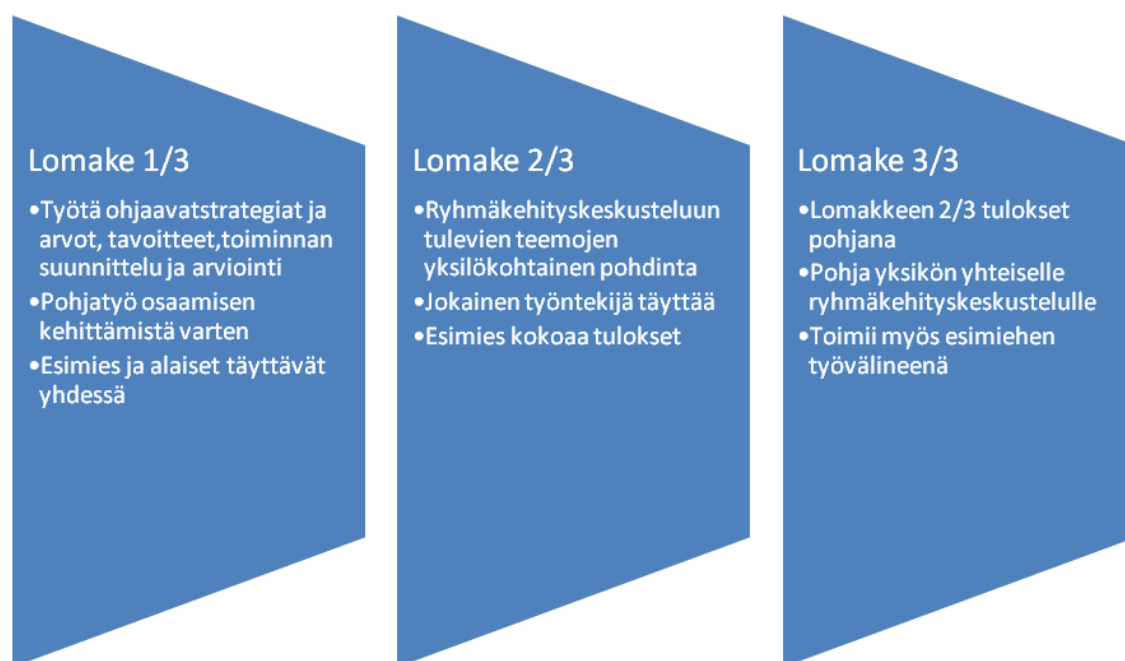 Lomake 1/3
•Työtä ohjaavatstrategiat ja
arvot, tavoitteet,toiminnan
suunnittelu ja arviointi
•Pohjatyö osaamisen
kehittämistä varten
•Esimies ja alaiset täyttävät
yhdessä
Lomake 2/3
•Ryhmäkehityskeskusteluun
tulevien teemojen
yksilökohtainen pohdinta
•Jokainen työntekijä täyttää
•Esimies kokoaa tulokset
Lomake 3/3
•Lomakkeen 2/3 tulokset
pohjana
•Pohja yksikön yhteiselle
ryhmäkehityskeskustelulle
•Toimii myös esimiehen
työvälineenä